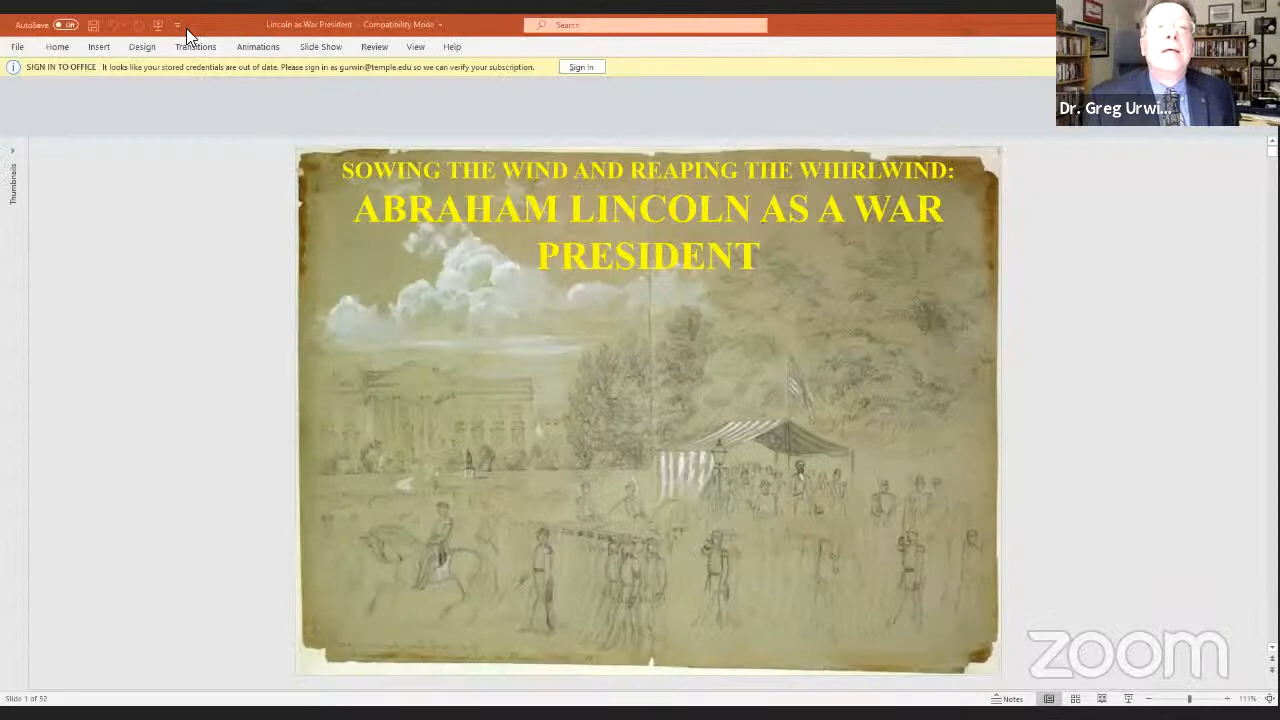 AutoSave Off
Lincoln as War President - Compatibility Mode
Search
File Home Insert Design Transitions Animations Slide Show Review View Help
SIGN IN TO OFFICE It looks like your stored credentials are out of date. Please sign in as gurwin@temple.edu so we can verify your subscription. Sign In
Dr. Greg Urwi...
Thumbnails
SOWING THE WIND AND REAPING THE WHIRLWIND:
ABRAHAM LINCOLN AS A WAR
PRESIDENT
zoom
Slide 1 of 52
Notes
111%